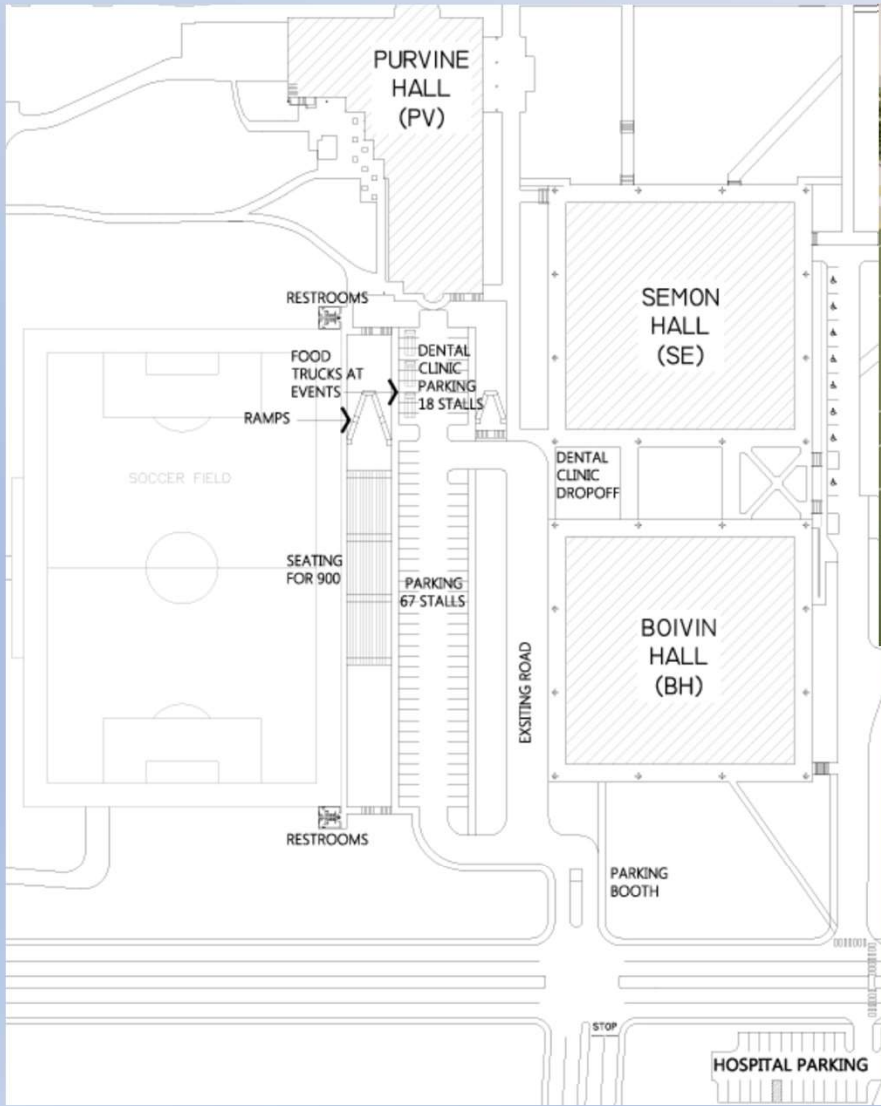 PURVINE
HALL
(PV)
SEMON
HALL
(SE)
RESTROOMS
FOOD
TRUCKS AT
EVENTS
DENTAL
CLINIC
PARKING
18 STALLS
RAMPS
SOCCER FIELD
DENTAL
CLINIC
DROPOFF
SEATING
FOR 900
PARKING
67 STALLS
BOIVIN
HALL
(BH)
EXSITING ROAD
RESTROOMS
PARKING
BOOTH
STOP
HOSPITAL PARKING